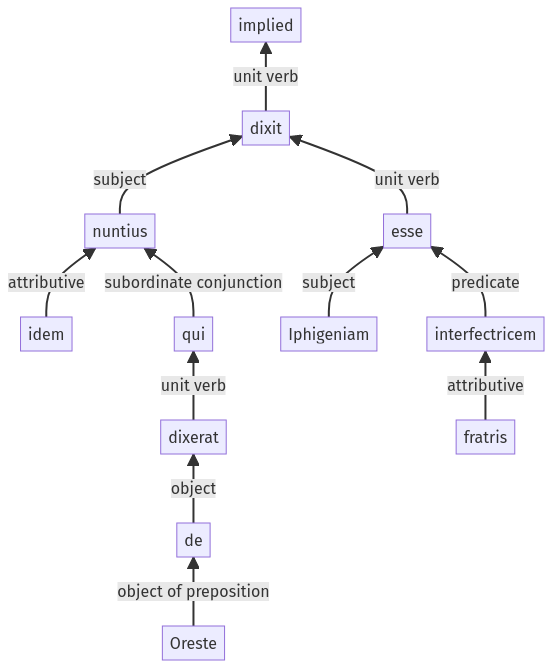 implied
unit verb
dixit
subject unit verb
nuntius esse
attributive subordinate conjunction subject predicate
idem qui Iphigeniam interfectricem
unit verb attributive
dixerat fratris
object
de
object of preposition
Oreste